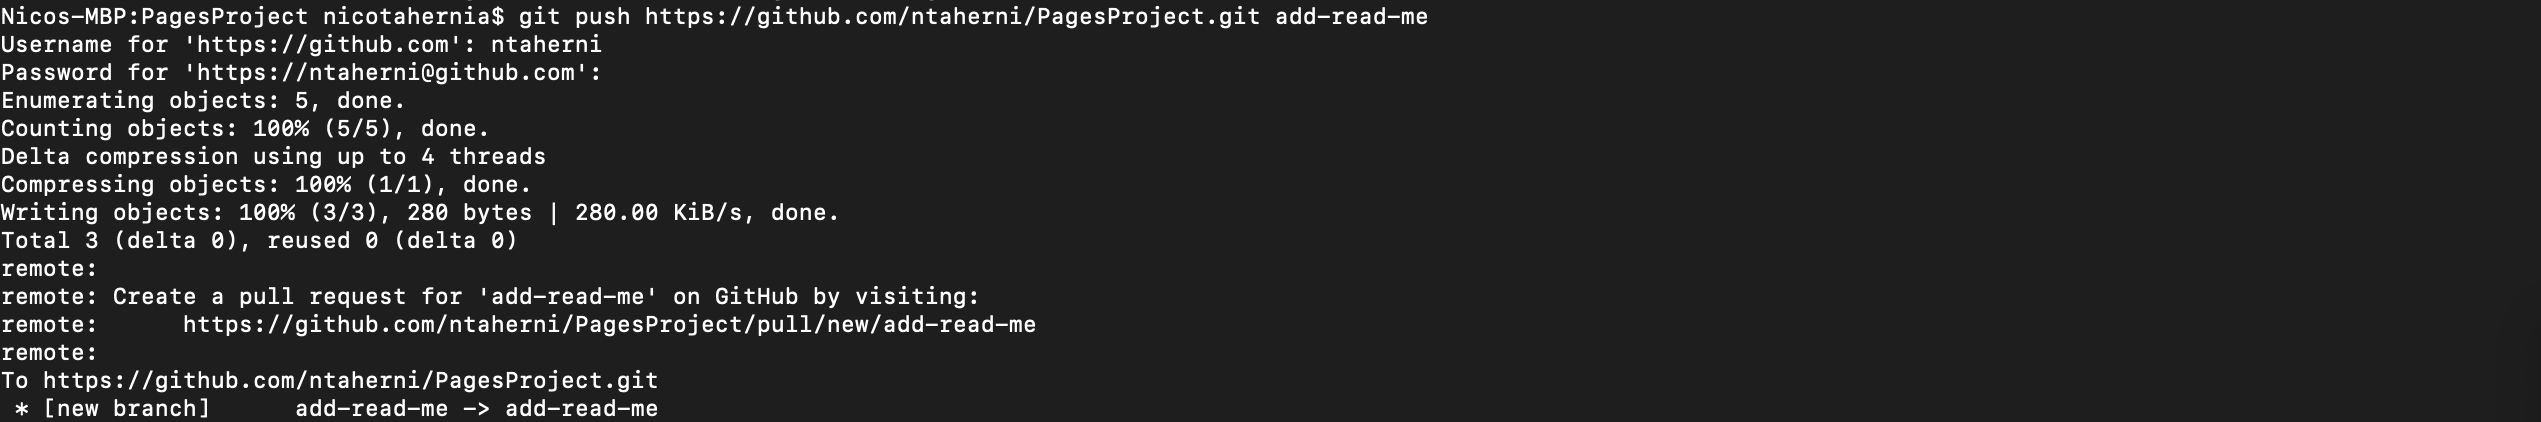 Nicos-MBP:PagesProject nicotahernia$ git push https://github.com/ntaherni/PagesProject.git add-read-me
Username for 'https://github.com': ntaherni
Password for 'https://ntaherni@github.com':
Enumerating objects: 5, done.
Counting objects: 100% (5/5), done.
Delta compression using up to 4 threads
Compressing objects: 100% (1/1), done.
Writing objects: 100% (3/3), 280 bytes | 280.00 KiB/s, done.
Total 3 (delta 0), reused 0 (delta 0)
remote:
remote: Create a pull request for 'add-read-me' on GitHub by visiting:
remote:      https://github.com/ntaherni/PagesProject/pull/new/add-read-me
remote:
To https://github.com/ntaherni/PagesProject.git
 * [new branch]      add-read-me -> add-read-me